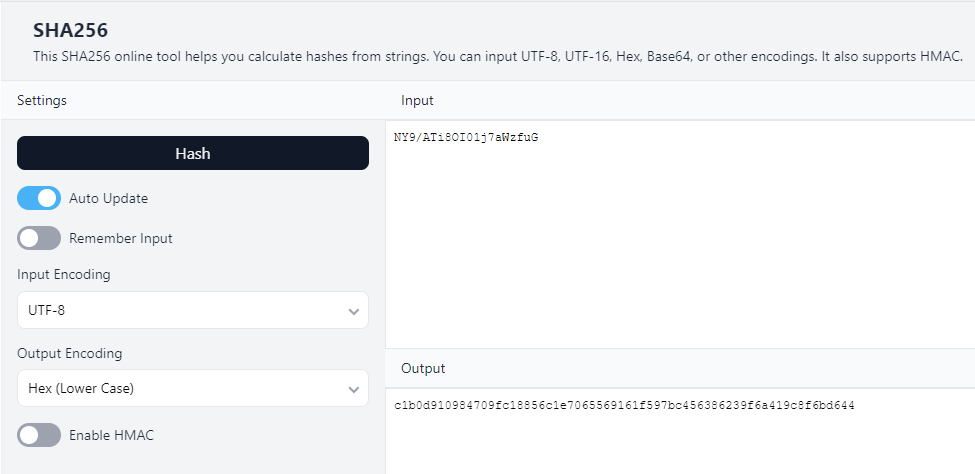 SHA256
This SHA256 online tool helps you calculate hashes from strings. You can input UTF-8, UTF-16, Hex, Base64, or other encodings. It also supports HMAC.
Settings
Input
Hash
NY9/ATi8OI01j7aWzfuG
Auto Update
Remember Input
Input Encoding
UTF-8
Output Encoding
Output
Hex (Lower Case)
c1b0d910984709fc18856c1e7065569161f597bc456386239f6a419c8f6bd644
Enable HMAC